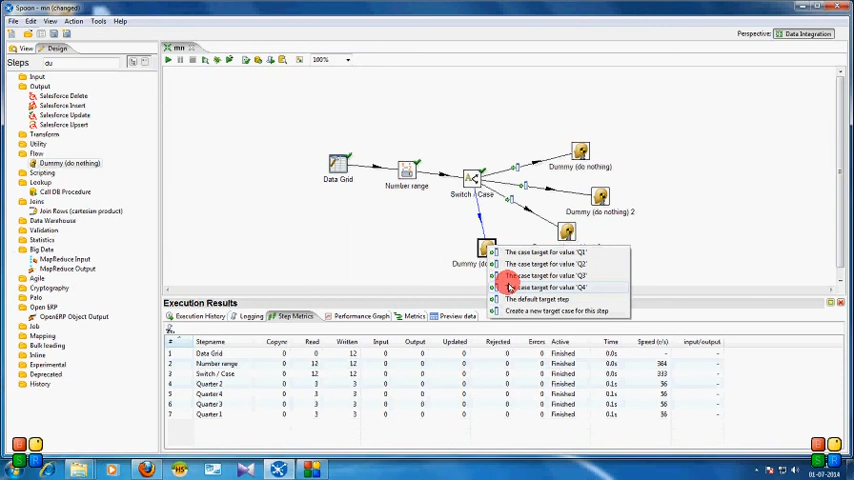 Spoon - mn (changed)
File Edit View Action Tools Help
Perspective: Data Integration
View Design
mn
Steps du
100%
Input
Output
Salesforce Delete
Salesforce Insert
Salesforce Update
Salesforce Upsert
Transform
Utility
Flow
Dummy (do nothing)
Scripting
Lookup
Call DB Procedure
Joins
Join Rows (cartesian product)
Data Warehouse
Validation
Statistics
Big Data
MapReduce Input
MapReduce Output
Agile
Cryptography
Open ERP
OpenERP Object Output
Job
Mapping
Bulk loading
Inline
Experimental
Deprecated
History
Data Grid
Number range
Switch / Case
Dummy (do nothing)
Dummy (do nothing) 2
Dummy (do
The case target for value 'Q1'
The case target for value 'Q2'
The case target for value 'Q3'
case target for value 'Q4'
The default target step
Create a new target case for this step
Execution Results
Execution History Logging Step Metrics Performance Graph Metrics Preview data
# Stepname Copynr Read Written Input Output Updated Rejected Errors Active Time Speed (r/s) input/output
1 Data Grid 0 0 12 0 0 0 0 0 Finished 0.0s - -
2 Number range 0 12 12 0 0 0 0 0 Finished 0.0s 364 -
3 Switch / Case 0 12 12 0 0 0 0 0 Finished 0.0s 333 -
4 Quarter 2 0 3 3 0 0 0 0 0 Finished 0.1s 56 -
5 Quarter 4 0 3 3 0 0 0 0 0 Finished 0.1s 56 -
6 Quarter 3 0 3 3 0 0 0 0 0 Finished 0.1s 56 -
7 Quarter 1 0 3 3 0 0 0 0 0 Finished 0.1s 56 -
01-07-2014